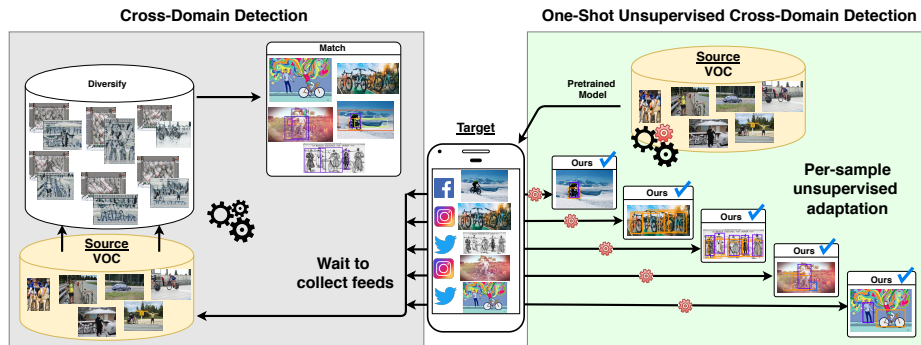 Cross-Domain Detection
One-Shot Unsupervised Cross-Domain Detection
Match
Diversify
Source
VOC
Pretrained
Model
Target
Ours
Ours
Ours
Ours
Ours
Per-sample
unsupervised
adaptation
Source
VOC
Wait to
collect feeds